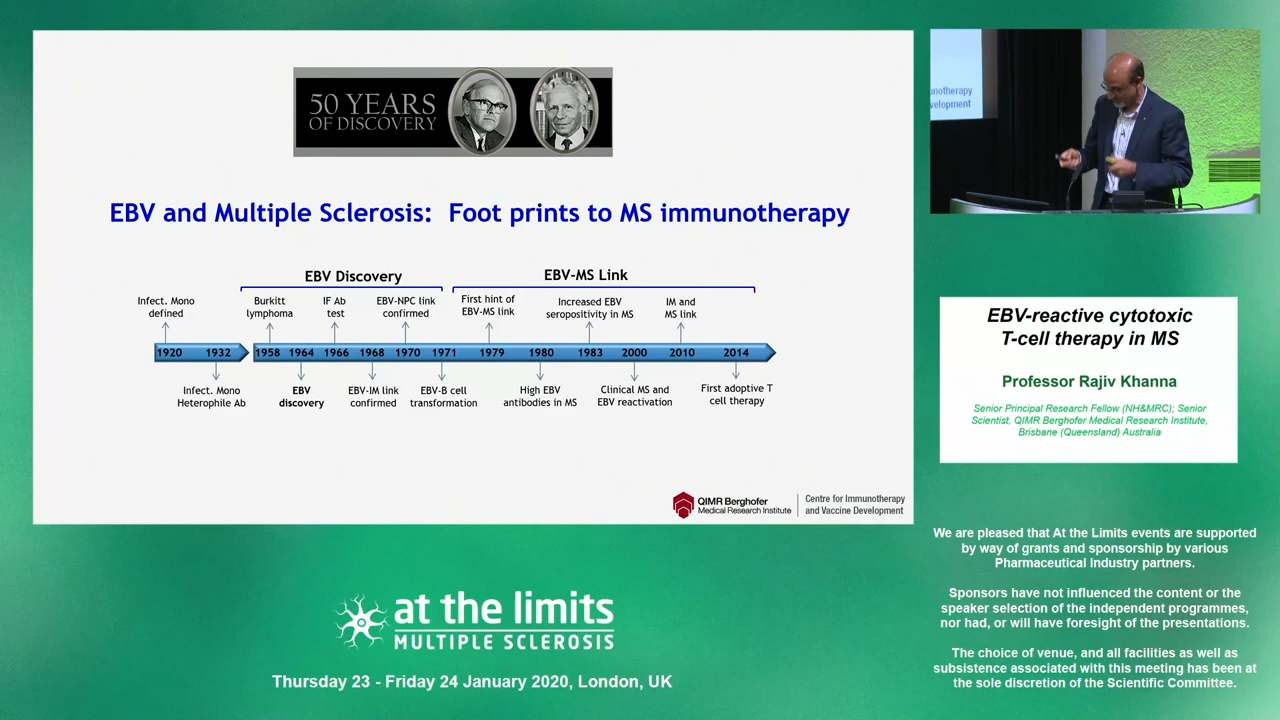 50 YEARS
OF DISCOVERY
EBV and Multiple Sclerosis: Foot prints to MS immunotherapy
EBV Discovery
EBV-MS Link
Infect. Mono
defined
Burkitt
lymphoma
IF Ab
test
EBV-NPC link
confirmed
First hint of
EBV-MS link
Increased EBV
seropositivity in MS
IM and
MS link
1920 1932 1958 1964 1966 1968 1970 1971 1979 1980 1983 2000 2010 2014
Infect. Mono
Heterophile Ab
EBV
discovery
EBV-IM link
confirmed
EBV-B cell
transformation
High EBV
antibodies in MS
Clinical MS and
EBV reactivation
First adoptive T
cell therapy
QIMR Berghofer
Medical Research Institute
Centre for Immunotherapy
and Vaccine Development
at the limits
MULTIPLE SCLEROSIS
Thursday 23 - Friday 24 January 2020, London, UK
unotherapy
velopment
EBV-reactive cytotoxic
T-cell therapy in MS
Professor Rajiv Khanna
Senior Principal Research Fellow (NH&MRC); Senior
Scientist, QIMR Berghofer Medical Research Institute,
Brisbane (Queensland) Australia
We are pleased that At the Limits events are supported
by way of grants and sponsorship by various
Pharmaceutical Industry partners.
Sponsors have not influenced the content or the
speaker selection of the independent programmes,
nor had, or will have foresight of the presentations.
The choice of venue, and all facilities as well as
subsistence associated with this meeting has been at
the sole discretion of the Scientific Committee.